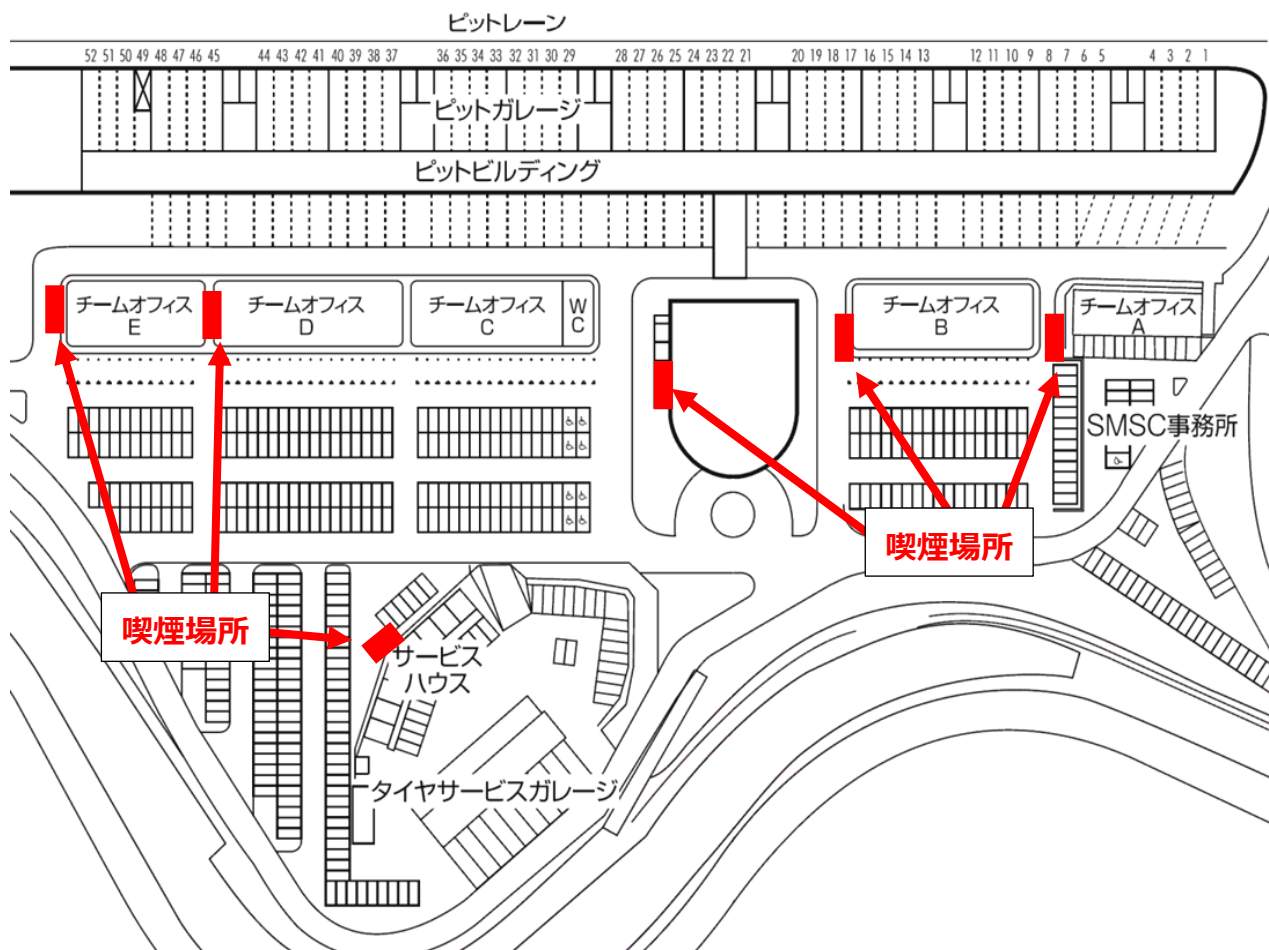 ピットレーン
52 51 50 49 48 47 46 45 44 43 42 41 40 39 38 37 36 35 34 33 32 31 30 29 28 27 26 25 24 23 22 21 20 19 18 17 16 15 14 13 12 11 10 9 8 7 6 5 4 3 2 1
ピットガレージ
ピットビルディング
チームオフィス
E
チームオフィス
D
チームオフィス
C
W
C
チームオフィス
B
チームオフィス
A
SMSC事務所
喫煙場所
喫煙場所
サービス
ハウス
タイヤサービスガレージ